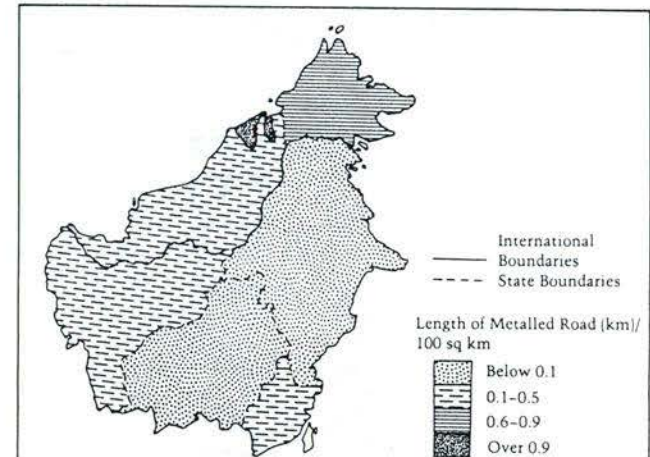 International
Boundaries
State Boundaries
Length of Metalled Road (km)/
100 sq km
Below 0.1
0.1–0.5
0.6–0.9
Over 0.9